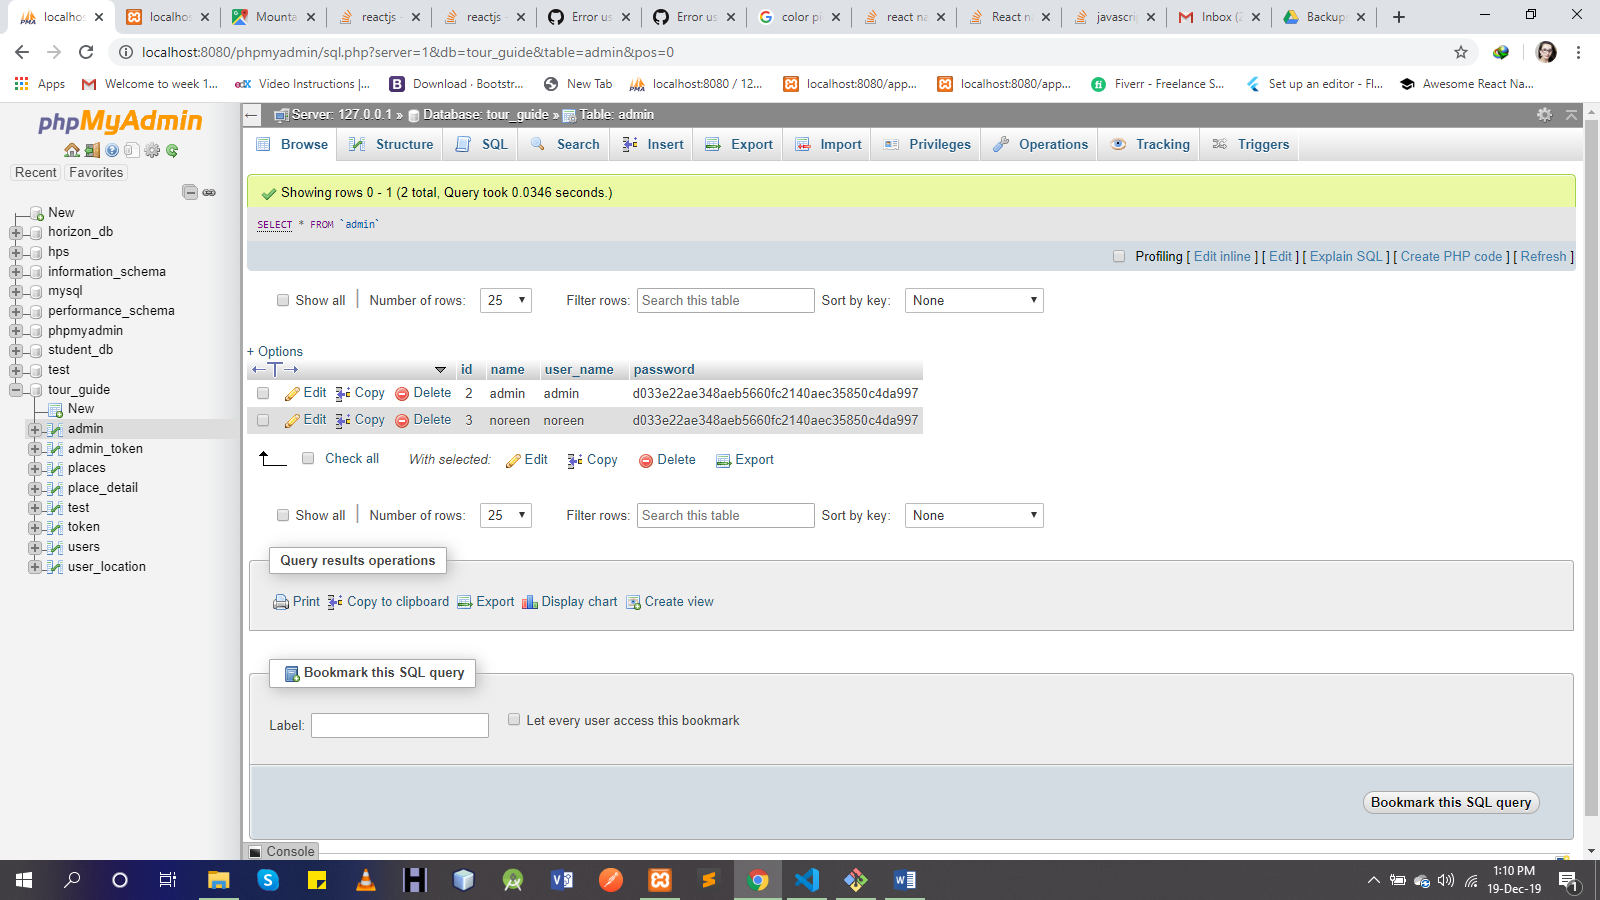 localhos
localhos
Mounta
reactjs -
reactjs -
Error us
Error us
color pi
react na
React na
javascri
Inbox (2
Backup
localhost:8080/phpmyadmin/sql.php?server=1&db=tour_guide&table=admin&pos=0
Apps
Welcome to week 1...
edX Video Instructions |...
B Download · Bootstr...
New Tab
localhost:8080 / 12...
localhost:8080/app...
localhost:8080/app...
fi Fiverr - Freelance S...
Set up an editor - Fl...
Awesome React Na...
phpMyAdmin
Recent Favorites
New
horizon_db
hps
information_schema
mysql
performance_schema
phpmyadmin
student_db
test
tour_guide
New
admin
admin_token
places
place_detail
test
token
users
user_location
Server: 127.0.0.1 » Database: tour_guide » Table: admin
Browse Structure SQL Search Insert Export Import Privileges Operations Tracking Triggers
Showing rows 0 - 1 (2 total, Query took 0.0346 seconds.)
SELECT * FROM `admin`
Profiling [ Edit inline ] [ Edit ] [ Explain SQL ] [ Create PHP code ] [ Refresh ]
Show all | Number of rows: 25 Filter rows: Search this table Sort by key: None
+ Options
←T→ id name user_name password
Edit Copy Delete 2 admin admin d033e22ae348aeb5660fc2140aec35850c4da997
Edit Copy Delete 3 noreen noreen d033e22ae348aeb5660fc2140aec35850c4da997
Check all With selected: Edit Copy Delete Export
Show all | Number of rows: 25 Filter rows: Search this table Sort by key: None
Query results operations
Print Copy to clipboard Export Display chart Create view
Bookmark this SQL query
Label: Let every user access this bookmark
Bookmark this SQL query
Console
1:10 PM
19-Dec-19
1